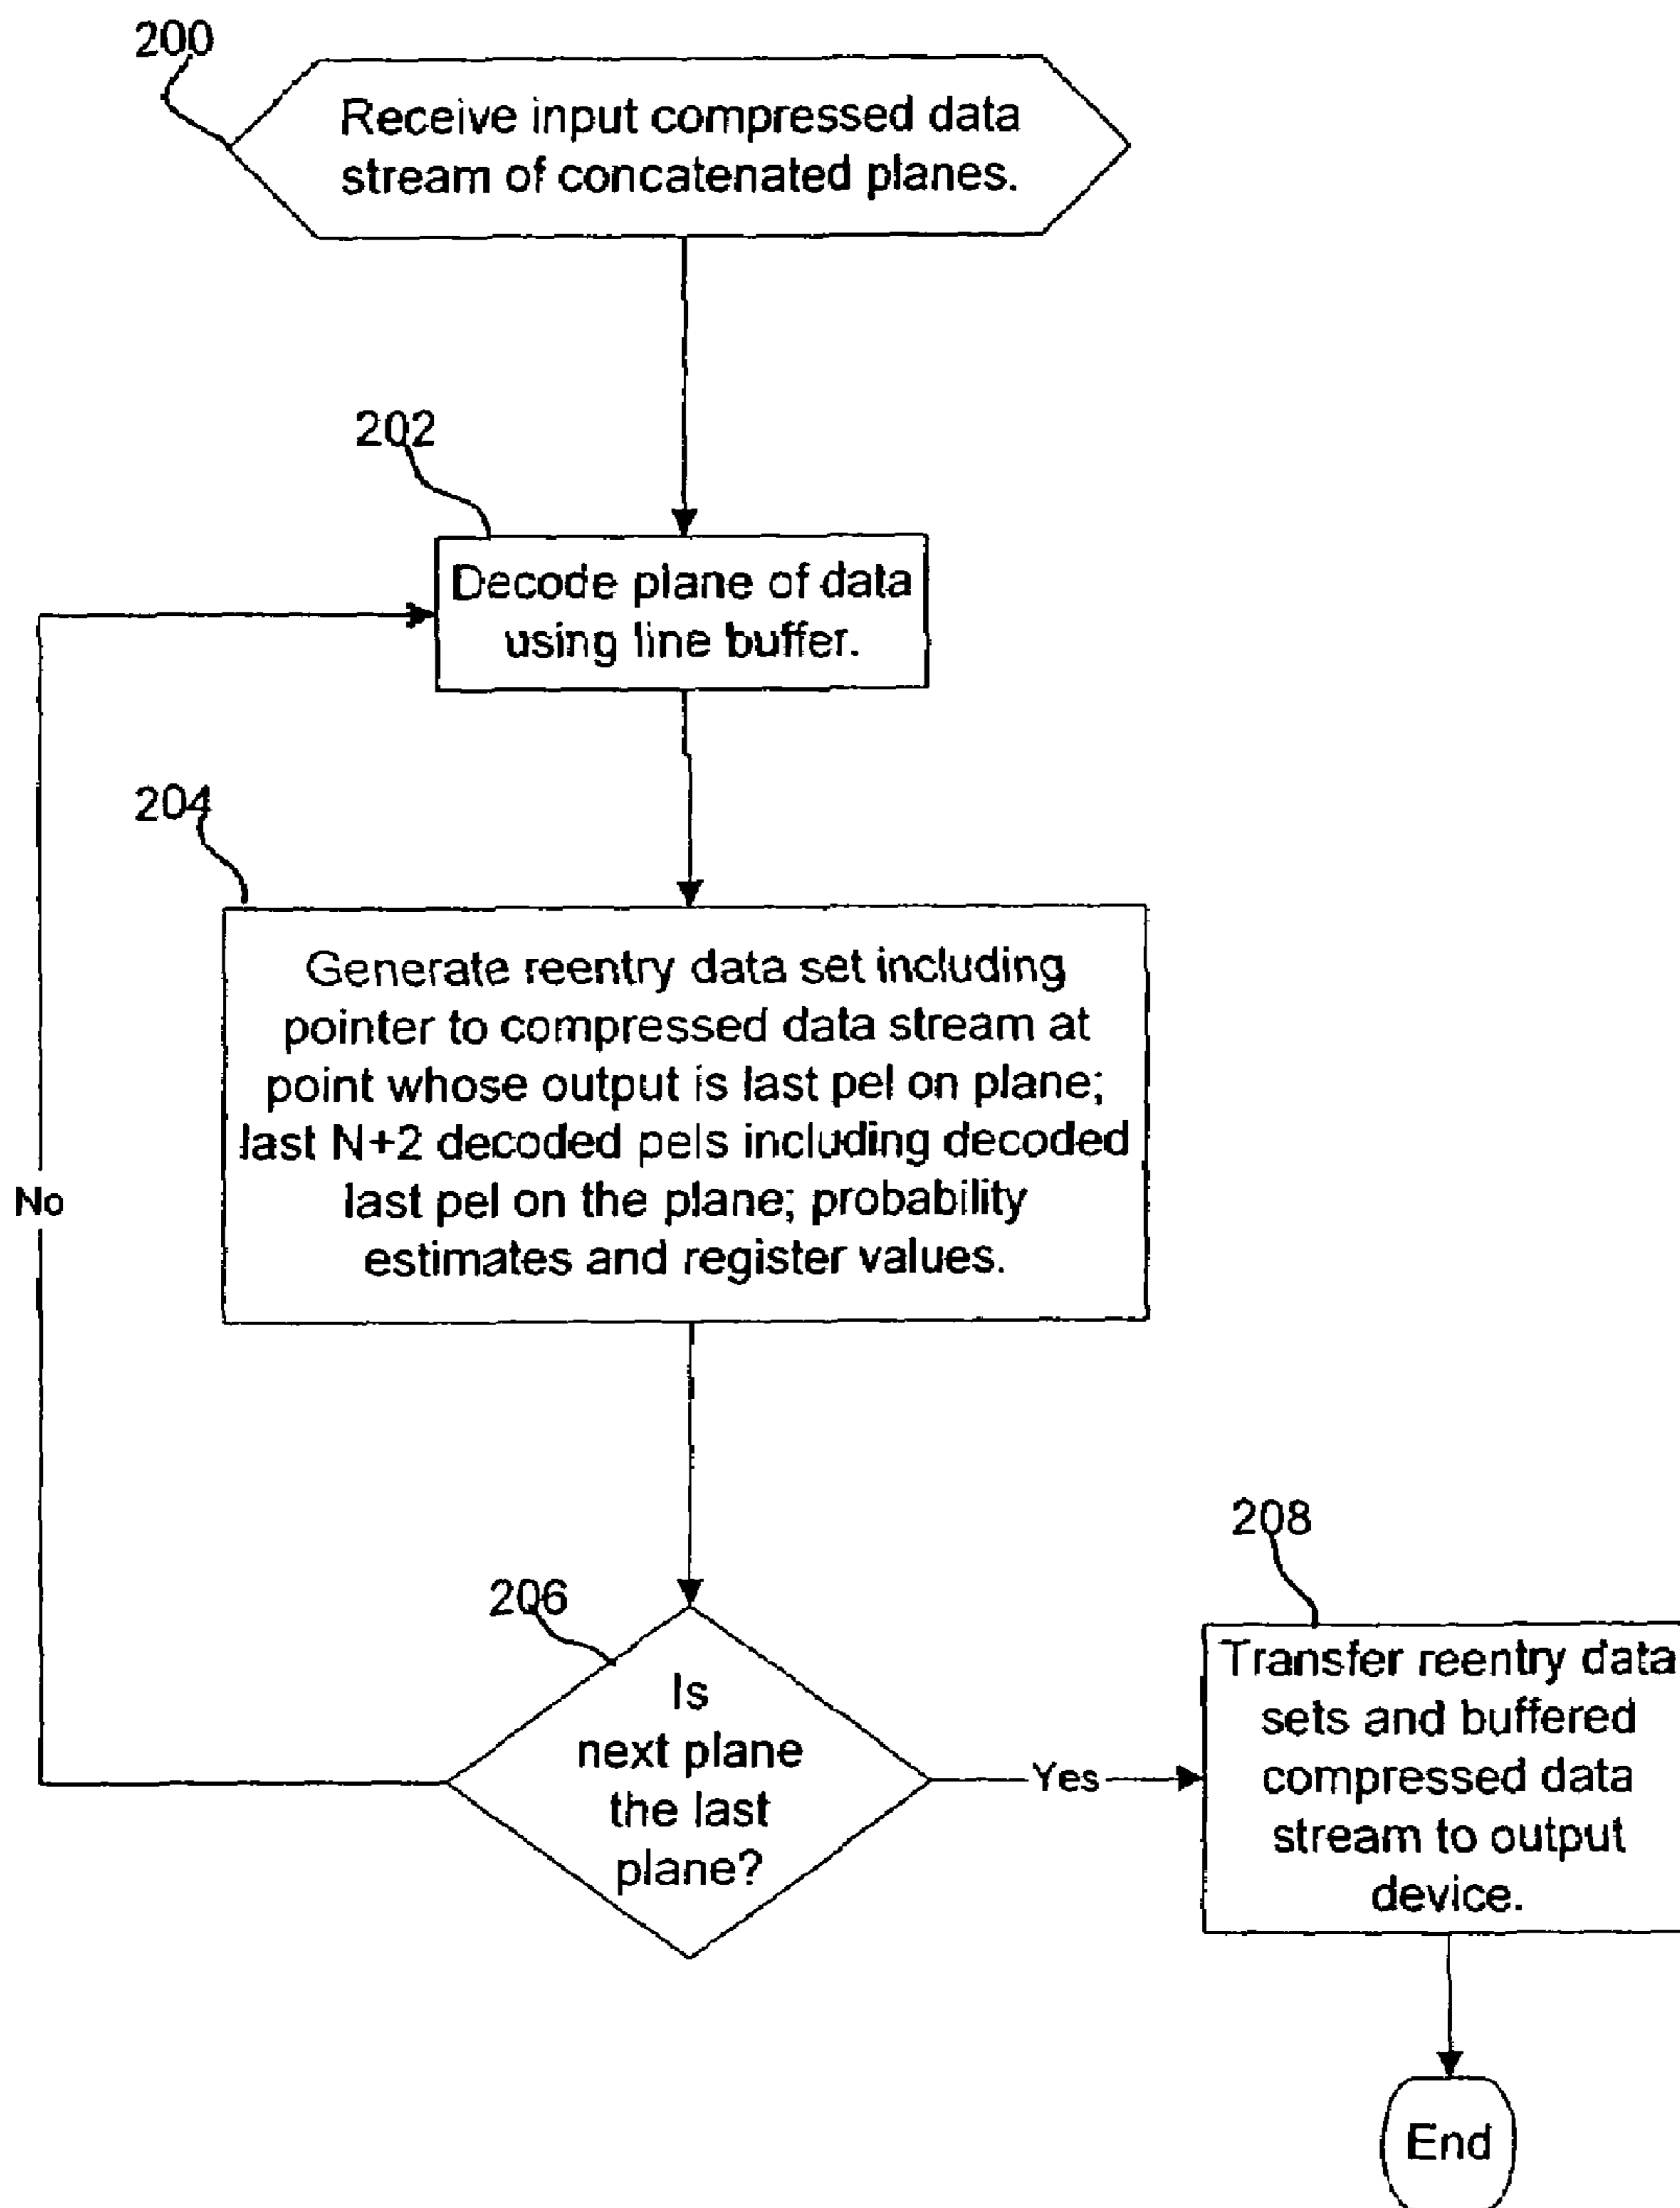 200
Receive input compressed data
stream of concatenated planes.
202
Decode plane of data
using line buffer.
204
Generate reentry data set including
pointer to compressed data stream at
point whose output is last pel on plane;
last N+2 decoded pels including decoded
last pel on the plane; probability
estimates and register values.
No
206
Is
next plane
the last
plane?
Yes
208
Transfer reentry data
sets and buffered
compressed data
stream to output
device.
End